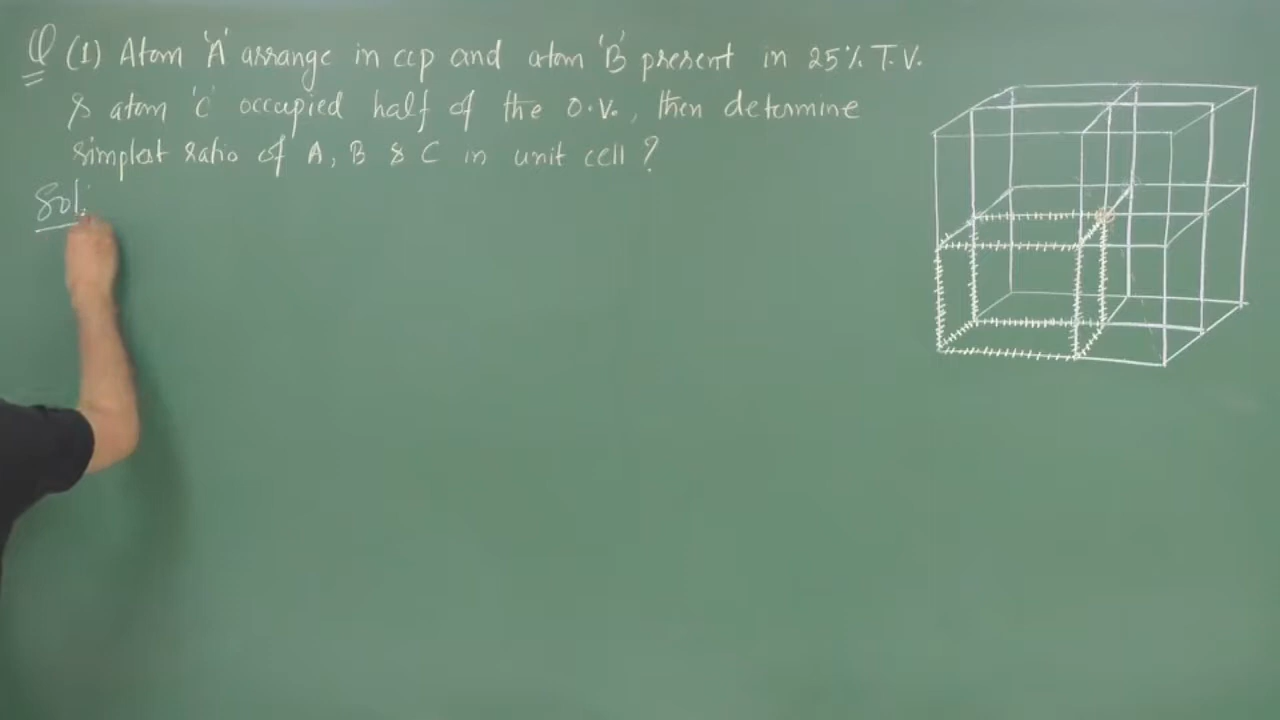 Q (1) Atom 'A' arrange in ccp and atom 'B' present in 25% T.V.
& atom 'C' occupied half of the O.V., then determine
simplest ratio of A, B & C in unit cell ?
Sol: